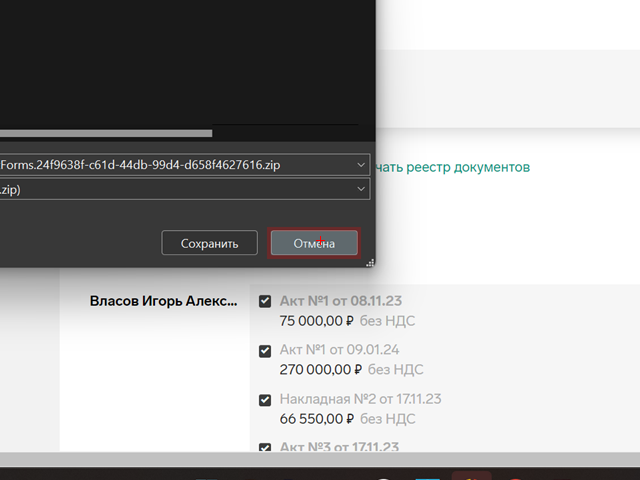 Forms.24f9638f-c61d-44db-99d4-d658f4627616.zip
.zip)
чать реестр документов
Сохранить
Отмена
Власов Игорь Алекс...
Акт №1 от 08.11.23
75 000,00 ₽ без НДС
Акт №1 от 09.01.24
270 000,00 ₽ без НДС
Накладная №2 от 17.11.23
66 550,00 ₽ без НДС
Акт №3 от 17.11.23